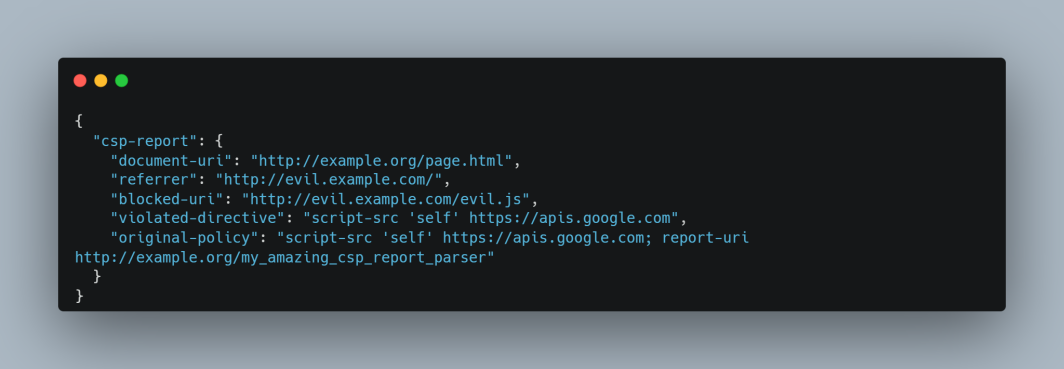 {
  "csp-report": {
    "document-uri": "http://example.org/page.html",
    "referrer": "http://evil.example.com/",
    "blocked-uri": "http://evil.example.com/evil.js",
    "violated-directive": "script-src 'self' https://apis.google.com",
    "original-policy": "script-src 'self' https://apis.google.com; report-uri
http://example.org/my_amazing_csp_report_parser"
  }
}